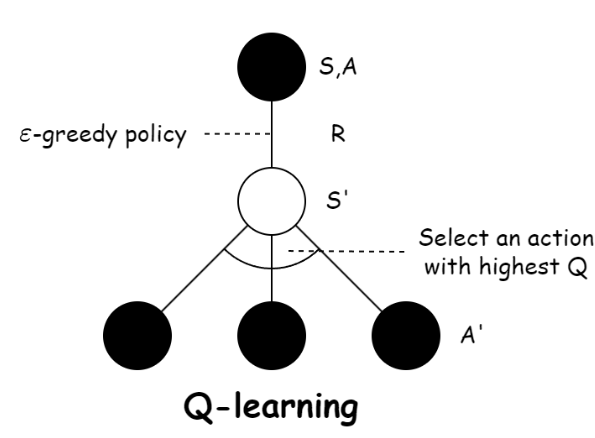 S,A
ε-greedy policy
R
S'
Select an action
with highest Q
A'
Q-learning